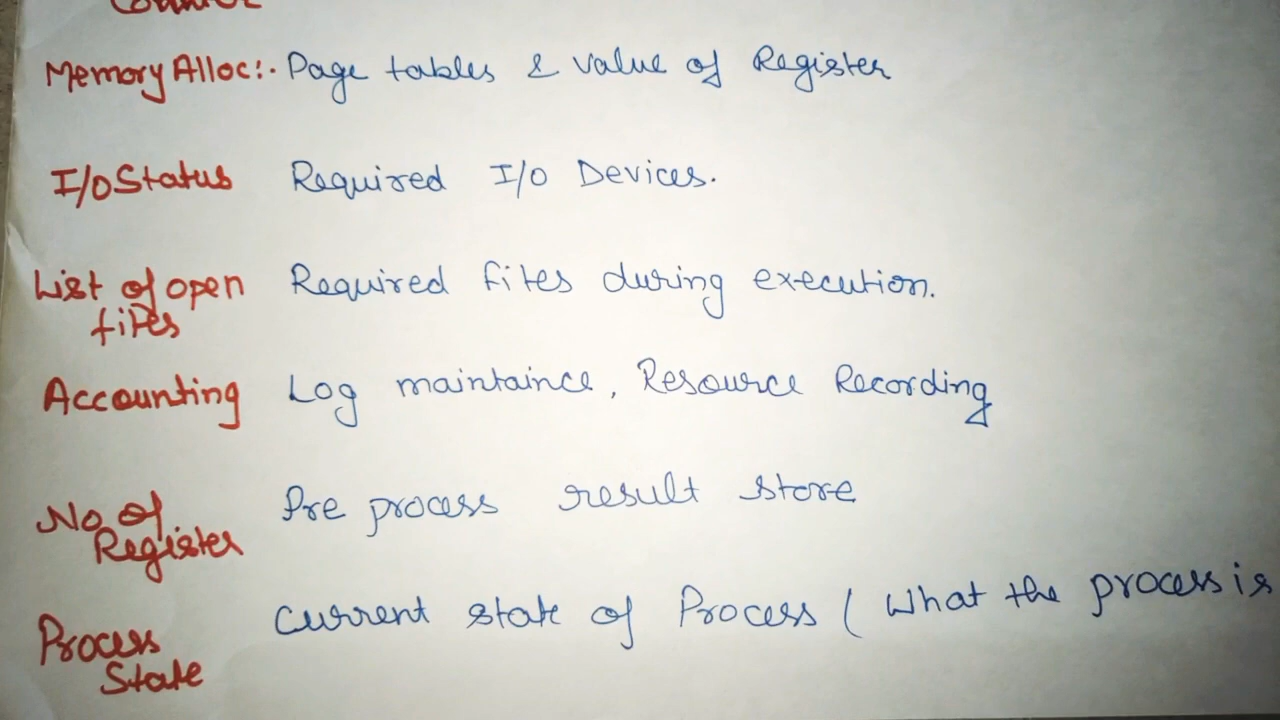 Memory Alloc:. Page tables & value of Register
I/O Status Required I/O Devices.
List of open Required files during execution.
files
Accounting Log maintaince, Resource Recording
No of Pre process result store
Register
Process Current state of Process ( What the process is
State